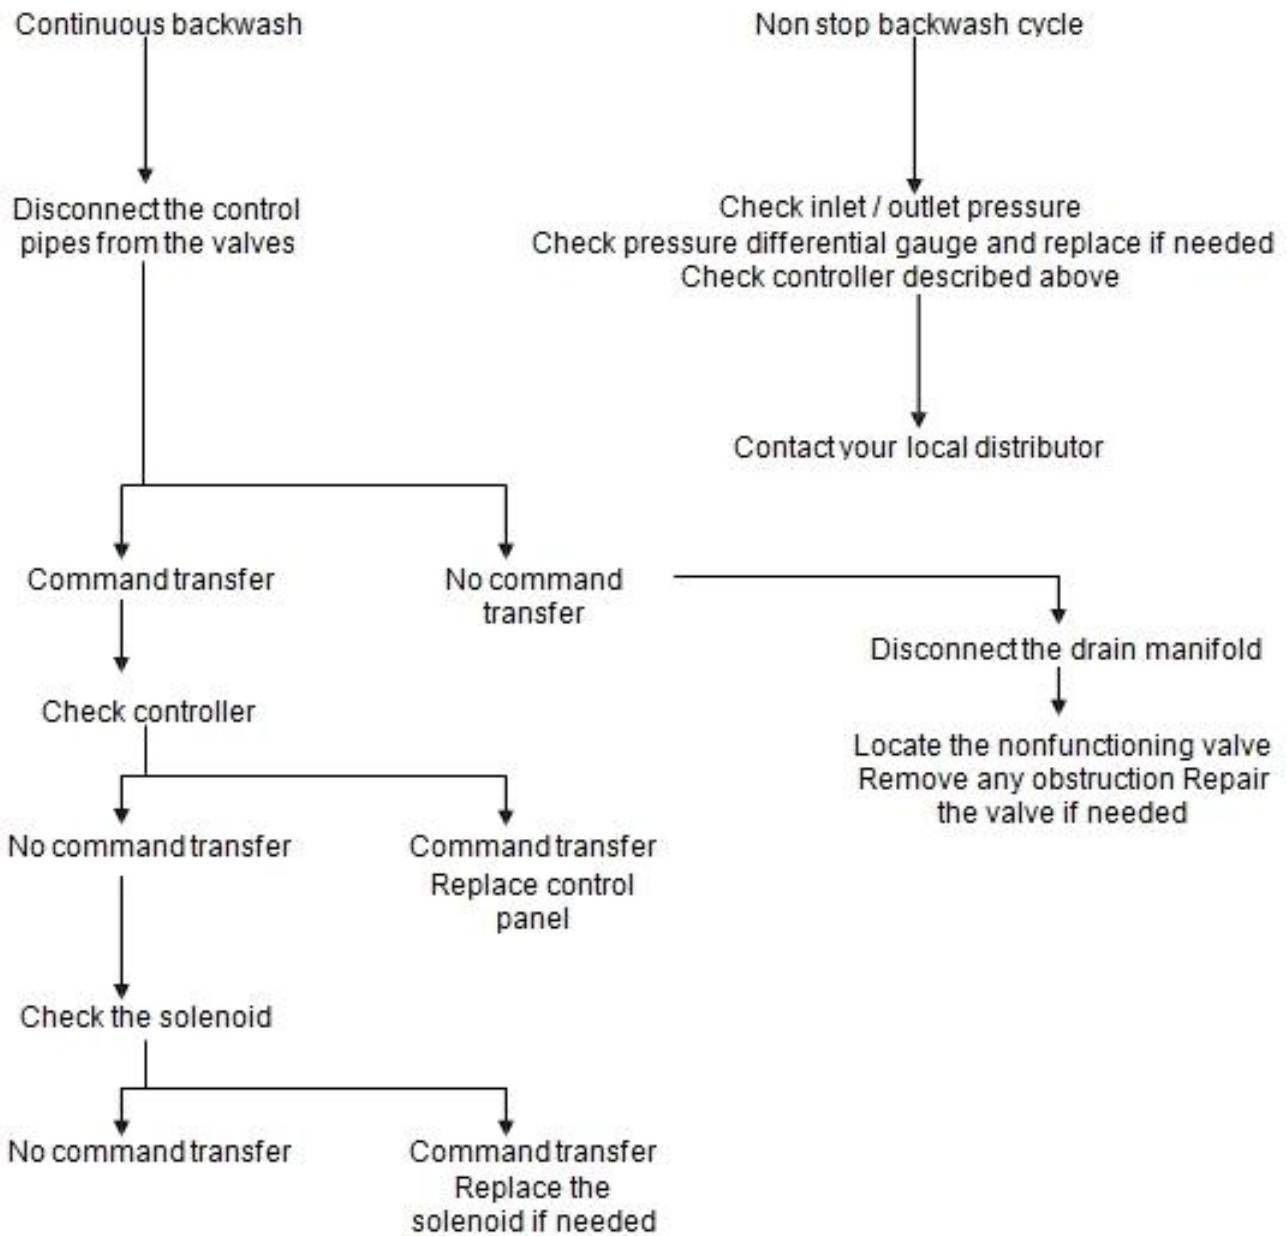 Continuous backwash
Non stop backwash cycle
Disconnect the control
pipes from the valves
Check inlet / outlet pressure
Check pressure differential gauge and replace if needed
Check controller described above
Contact your local distributor
Command transfer
No command
transfer
Disconnect the drain manifold
Check controller
Locate the nonfunctioning valve
Remove any obstruction Repair
the valve if needed
No command transfer
Command transfer
Replace control
panel
Check the solenoid
No command transfer
Command transfer
Replace the
solenoid if needed